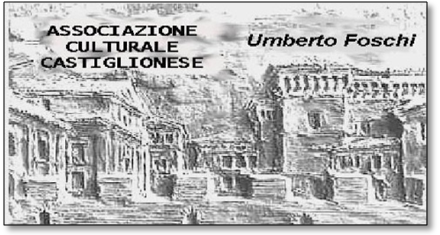 ASSOCIAZIONE
CULTURALE
CASTIGLIONESE
Umberto Foschi